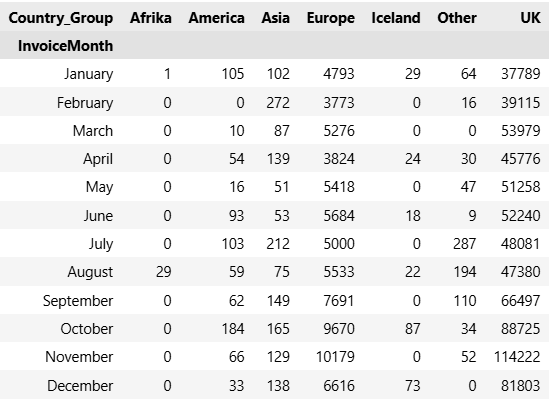 Country_Group Afrika America Asia Europe Iceland Other UK
InvoiceMonth
January 1 105 102 4793 29 64 37789
February 0 0 272 3773 0 16 39115
March 0 10 87 5276 0 0 53979
April 0 54 139 3824 24 30 45776
May 0 16 51 5418 0 47 51258
June 0 93 53 5684 18 9 52240
July 0 103 212 5000 0 287 48081
August 29 59 75 5533 22 194 47380
September 0 62 149 7691 0 110 66497
October 0 184 165 9670 87 34 88725
November 0 66 129 10179 0 52 114222
December 0 33 138 6616 73 0 81803